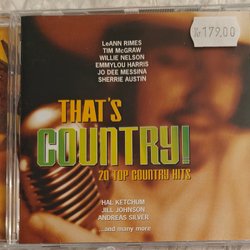 179,00
LEANN RIMES
TIM McGRAW
WILLIE NELSON
EMMYLOU HARRIS
JO DEE MESSINA
SHERRIE AUSTIN
THAT'S
COUNTRY!
20 TOP COUNTRY HITS
HAL KETCHUM
JILL JOHNSON
ANDREAS SILVER
...and many more